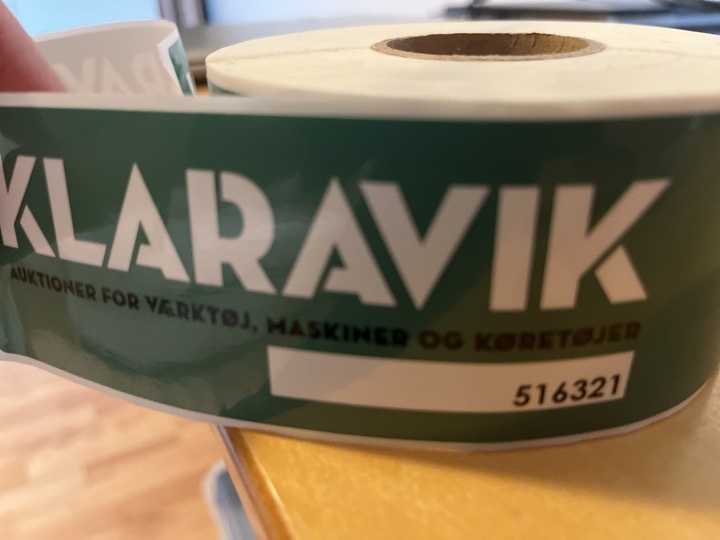 KLARAVIK
AUKTIONER FOR VÆRKTØJ, MASKINER OG KØRETØJER
516321